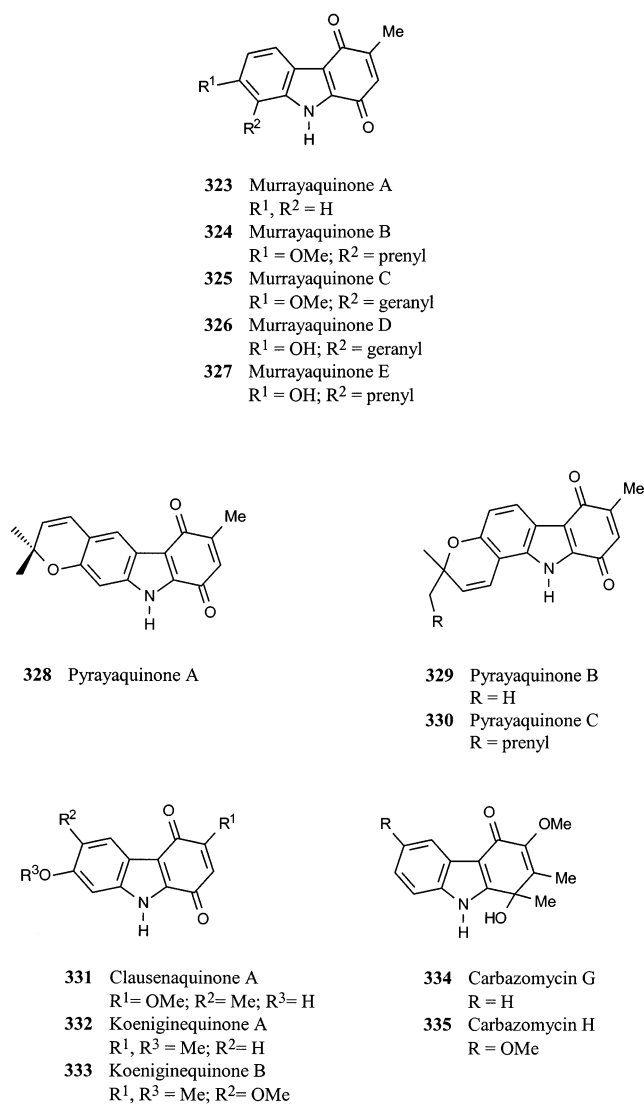 O
Me
R¹
R²
N
H
O
323 Murrayaquinone A
R¹, R² = H
324 Murrayaquinone B
R¹ = OMe; R² = prenyl
325 Murrayaquinone C
R¹ = OMe; R² = geranyl
326 Murrayaquinone D
R¹ = OH; R² = geranyl
327 Murrayaquinone E
R¹ = OH; R² = prenyl
O
Me
O
N
H
O
328 Pyrayaquinone A
O
Me
O
N
H
O
R
329 Pyrayaquinone B
R = H
330 Pyrayaquinone C
R = prenyl
R²
O
R¹
R³O
N
H
O
331 Clausenaquinone A
R¹= OMe; R²= Me; R³= H
332 Koeniginequinone A
R¹, R³ = Me; R²= H
333 Koeniginequinone B
R¹, R³ = Me; R²= OMe
R
O
OMe
Me
Me
N
H
HO
334 Carbazomycin G
R = H
335 Carbazomycin H
R = OMe